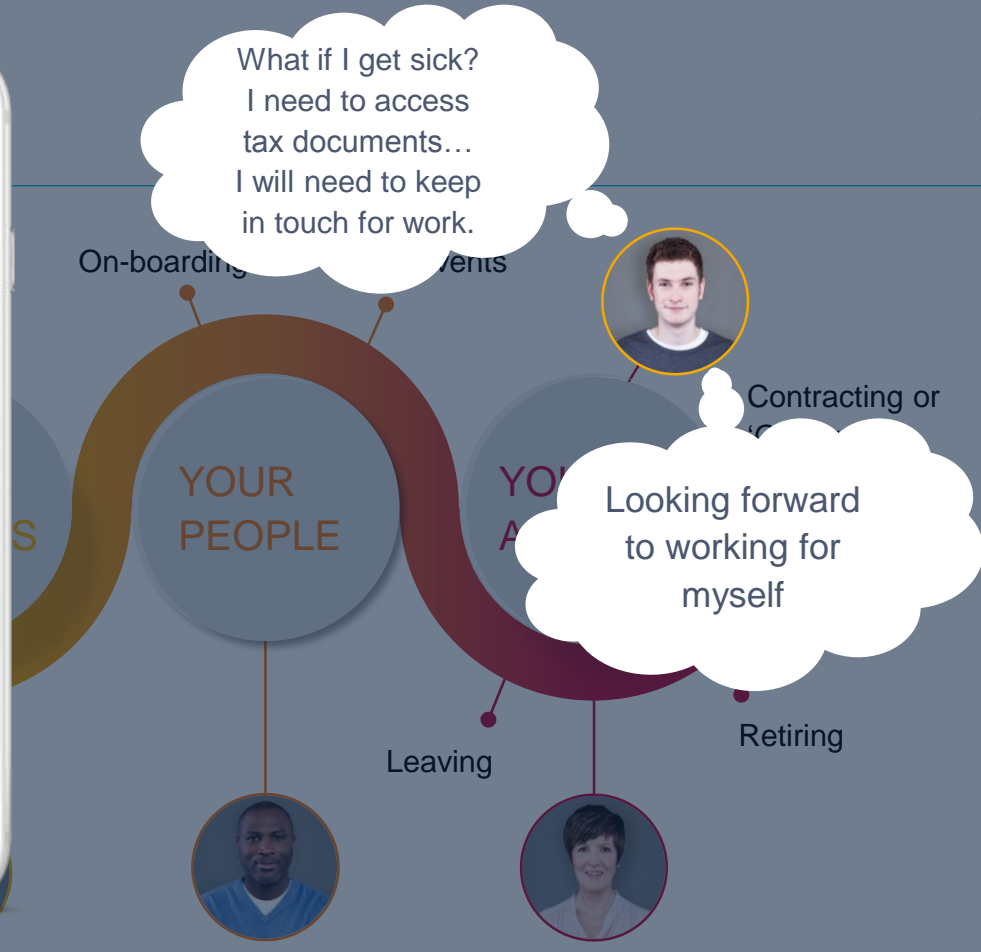 What if I get sick?
I need to access
tax documents…
I will need to keep
in touch for work.
On-boarding
Contracting or
YOUR
PEOPLE
Looking forward
to working for
myself
Leaving
Retiring